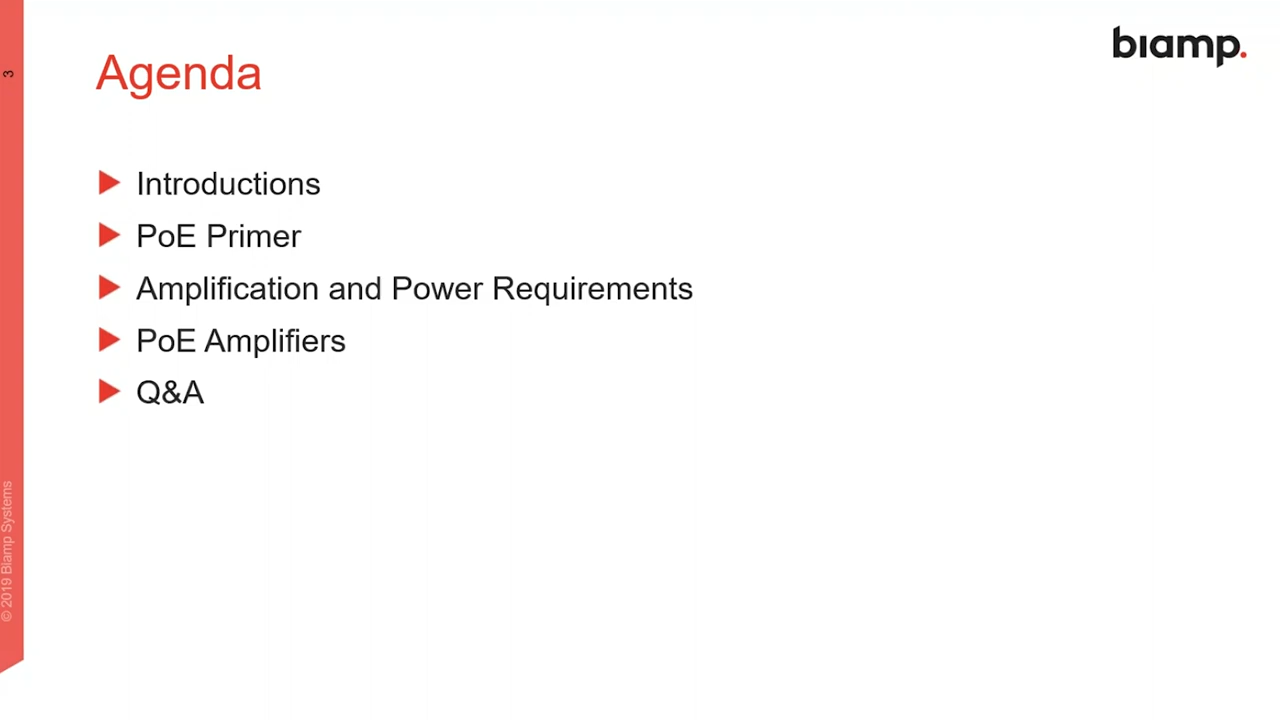 biamp.
3
Agenda
Introductions
PoE Primer
Amplification and Power Requirements
PoE Amplifiers
Q&A
© 2019 Biamp Systems